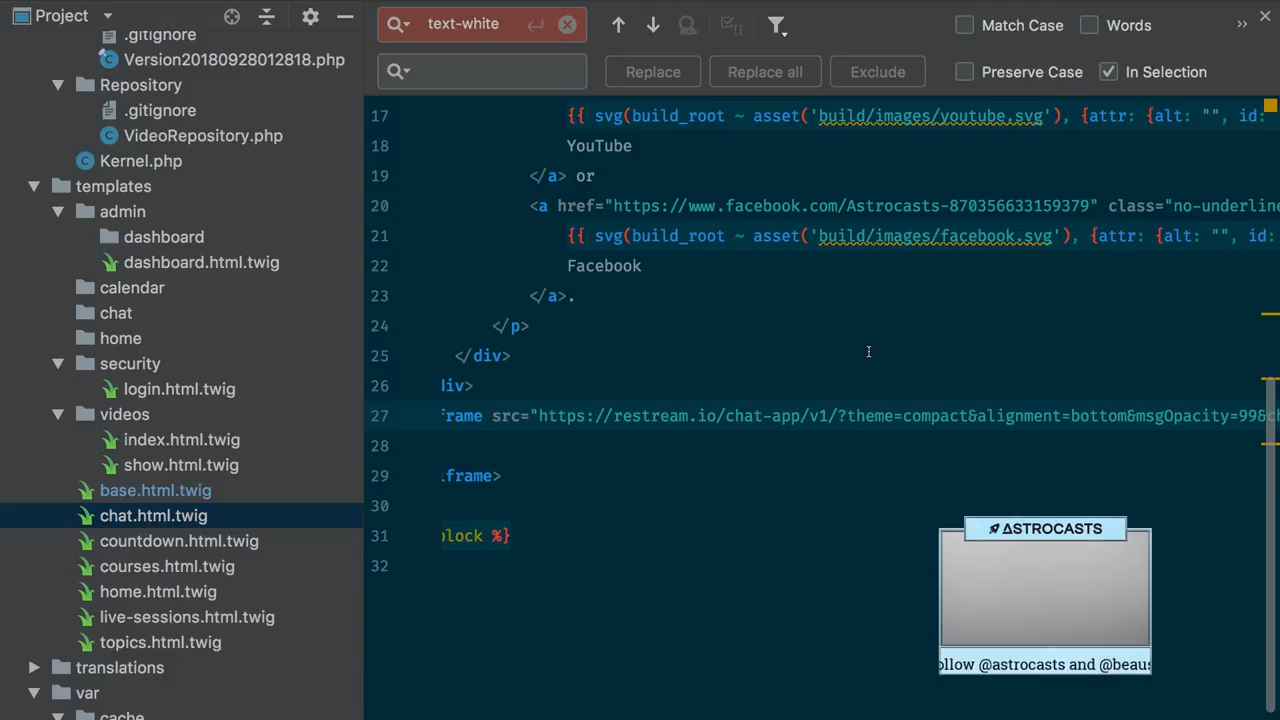 Project
.gitignore
Version20180928012818.php
Repository
.gitignore
VideoRepository.php
Kernel.php
templates
admin
dashboard
dashboard.html.twig
calendar
chat
home
security
login.html.twig
videos
index.html.twig
show.html.twig
base.html.twig
chat.html.twig
countdown.html.twig
courses.html.twig
home.html.twig
live-sessions.html.twig
topics.html.twig
translations
var
cache
text-white
Match Case
Words
»
Replace
Replace all
Exclude
Preserve Case
In Selection
17 {{ svg(build_root ~ asset('build/images/youtube.svg'), {attr: {alt: "", id:
18 YouTube
19 </a> or
20 <a href="https://www.facebook.com/Astrocasts-870356633159379" class="no-underline
21 {{ svg(build_root ~ asset('build/images/facebook.svg'), {attr: {alt: "", id:
22 Facebook
23 </a>.
24 </p>
25 </div>
26 div>
27 frame src="https://restream.io/chat-app/v1/?theme=compact&alignment=bottom&msgOpacity=99&ch
28
29 iframe>
30
31 block %}
32
ΔSTROCASTS
ollow @astrocasts and @beaus